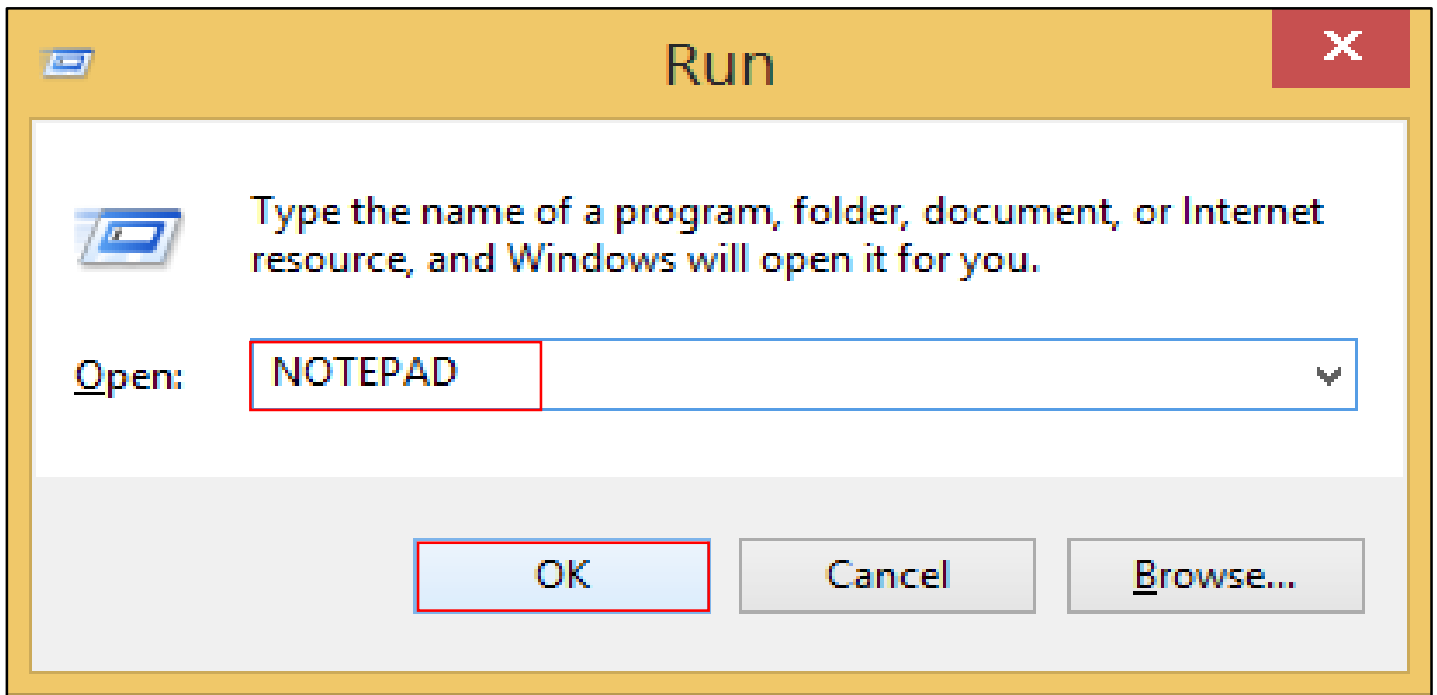 Run
Type the name of a program, folder, document, or Internet
resource, and Windows will open it for you.
Open: NOTEPAD
OK Cancel Browse...